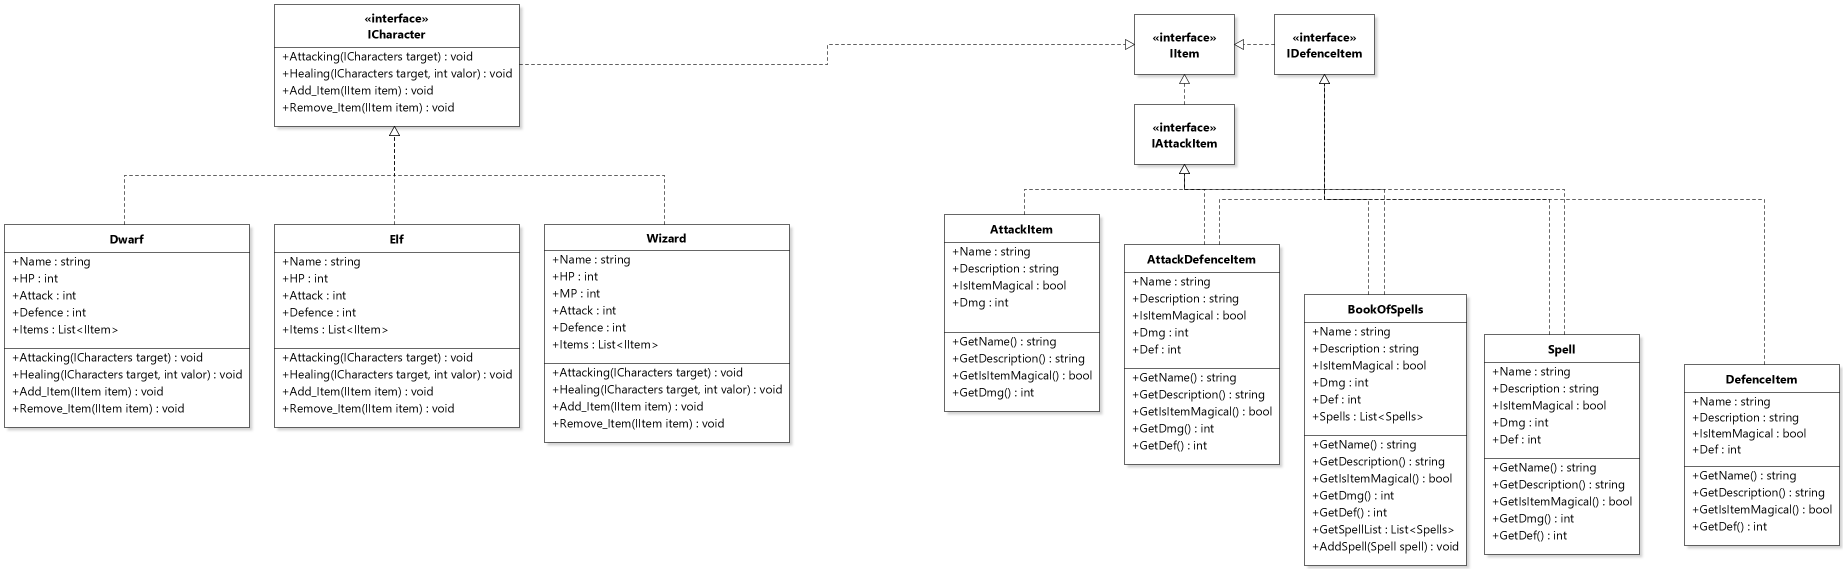 «interface»
ICharacter
+Attacking(ICharacters target) : void
+Healing(ICharacters target, int valor) : void
+Add_Item(IItem item) : void
+Remove_Item(IItem item) : void
«interface»
IItem
«interface»
IDefenceItem
«interface»
IAttackItem
Dwarf
+Name : string
+HP : int
+Attack : int
+Defence : int
+Items : List<IItem>
+Attacking(ICharacters target) : void
+Healing(ICharacters target, int valor) : void
+Add_Item(IItem item) : void
+Remove_Item(IItem item) : void
Elf
+Name : string
+HP : int
+Attack : int
+Defence : int
+Items : List<IItem>
+Attacking(ICharacters target) : void
+Healing(ICharacters target, int valor) : void
+Add_Item(IItem item) : void
+Remove_Item(IItem item) : void
Wizard
+Name : string
+HP : int
+MP : int
+Attack : int
+Defence : int
+Items : List<IItem>
+Attacking(ICharacters target) : void
+Healing(ICharacters target, int valor) : void
+Add_Item(IItem item) : void
+Remove_Item(IItem item) : void
AttackItem
+Name : string
+Description : string
+IsItemMagical : bool
+Dmg : int
+GetName() : string
+GetDescription() : string
+GetIsItemMagical() : bool
+GetDmg() : int
AttackDefenceItem
+Name : string
+Description : string
+IsItemMagical : bool
+Dmg : int
+Def : int
+GetName() : string
+GetDescription() : string
+GetIsItemMagical() : bool
+GetDmg() : int
+GetDef() : int
BookOfSpells
+Name : string
+Description : string
+IsItemMagical : bool
+Dmg : int
+Def : int
+Spells : List<Spells>
+GetName() : string
+GetDescription() : string
+GetIsItemMagical() : bool
+GetDmg() : int
+GetDef() : int
+GetSpellList : List<Spells>
+AddSpell(Spell spell) : void
Spell
+Name : string
+Description : string
+IsItemMagical : bool
+Dmg : int
+Def : int
+GetName() : string
+GetDescription() : string
+GetIsItemMagical() : bool
+GetDmg() : int
+GetDef() : int
DefenceItem
+Name : string
+Description : string
+IsItemMagical : bool
+Def : int
+GetName() : string
+GetDescription() : string
+GetIsItemMagical() : bool
+GetDef() : int